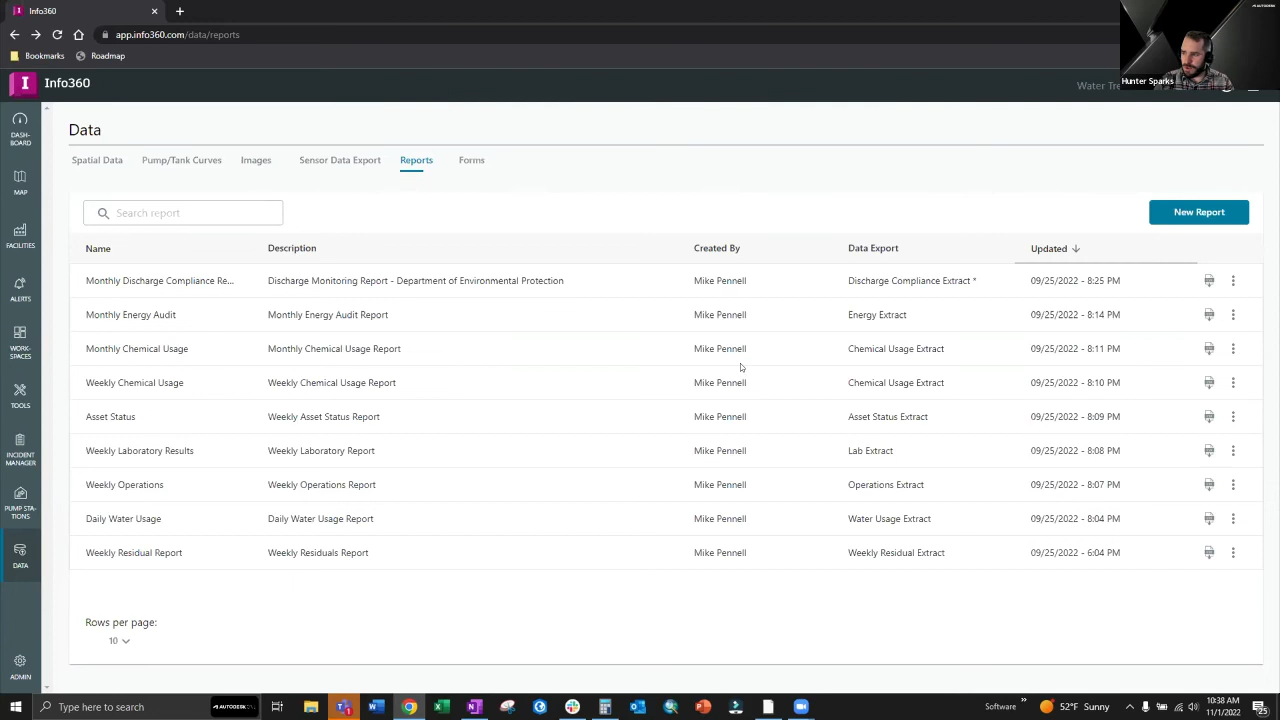 Info360
app.info360.com/data/reports
Bookmarks Roadmap
AUTODESK
Hunter Sparks
Info360
Water Tre
DASH-
BOARD
MAP
FACILITIES
ALERTS
WORK-
SPACES
TOOLS
INCIDENT
MANAGER
PUMP STA-
TIONS
DATA
ADMIN
Data
Spatial Data Pump/Tank Curves Images Sensor Data Export Reports Forms
Search report New Report
Name Description Created By Data Export Updated
Monthly Discharge Compliance Re... Discharge Monitoring Report - Department of Environmental Protection Mike Pennell Discharge Compliance Extract * 09/25/2022 - 8:25 PM
Monthly Energy Audit Monthly Energy Audit Report Mike Pennell Energy Extract 09/25/2022 - 8:14 PM
Monthly Chemical Usage Monthly Chemical Usage Report Mike Pennell Chemical Usage Extract 09/25/2022 - 8:11 PM
Weekly Chemical Usage Weekly Chemical Usage Report Mike Pennell Chemical Usage Extract 09/25/2022 - 8:10 PM
Asset Status Weekly Asset Status Report Mike Pennell Asset Status Extract 09/25/2022 - 8:09 PM
Weekly Laboratory Results Weekly Laboratory Report Mike Pennell Lab Extract 09/25/2022 - 8:08 PM
Weekly Operations Weekly Operations Report Mike Pennell Operations Extract 09/25/2022 - 8:07 PM
Daily Water Usage Daily Water Usage Report Mike Pennell Water Usage Extract 09/25/2022 - 8:04 PM
Weekly Residual Report Weekly Residuals Report Mike Pennell Weekly Residual Extract 09/25/2022 - 6:04 PM
Rows per page:
10
Type here to search AUTODESK Software 52°F Sunny 10:38 AM
11/1/2022 25